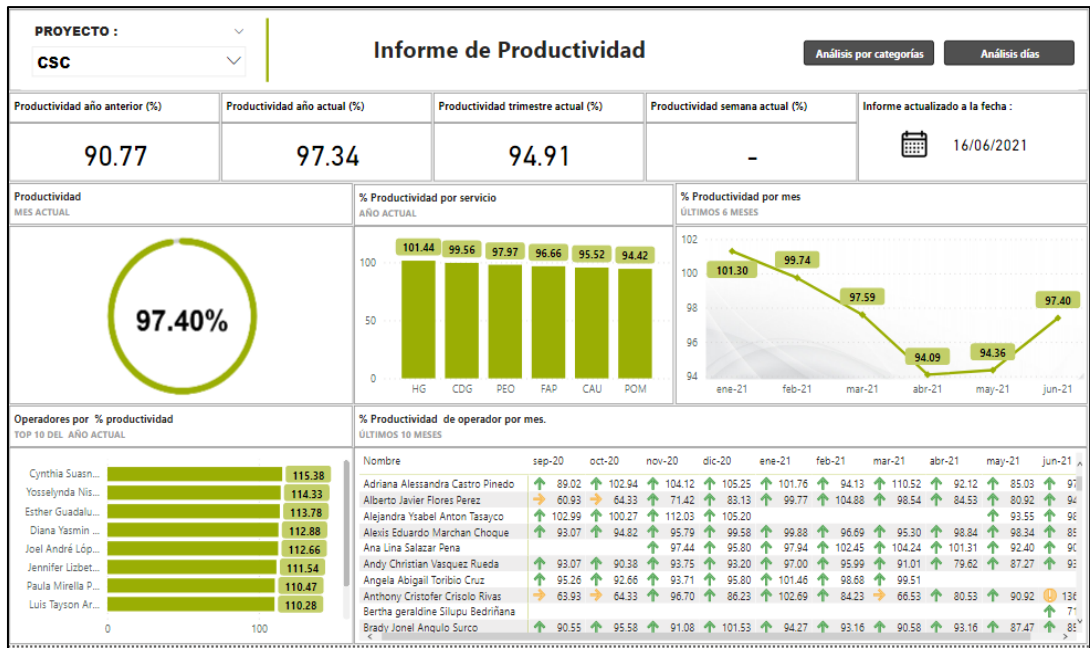 PROYECTO :
CSC
Informe de Productividad
Análisis por categorías
Análisis días
Productividad año anterior (%)
Productividad año actual (%)
Productividad trimestre actual (%)
Productividad semana actual (%)
Informe actualizado a la fecha :
90.77
97.34
94.91
-
16/06/2021
Productividad
MES ACTUAL
97.40%
% Productividad por servicio
AÑO ACTUAL
101.44 99.56 97.97 96.66 95.52 94.42
100
50
0
HG CDG PEO FAP CAU POM
% Productividad por mes
ÚLTIMOS 6 MESES
102
100
98
96
94
101.30 99.74 97.59 94.09 94.36 97.40
ene-21 feb-21 mar-21 abr-21 may-21 jun-21
Operadores por % productividad
TOP 10 DEL AÑO ACTUAL
Cynthia Suasn... 115.38
Yosselynda Nis... 114.33
Esther Guadalu... 113.78
Diana Yasmin ... 112.88
Joel André Lóp... 112.66
Jennifer Lizbet... 111.54
Paula Mirella P... 110.47
Luis Tayson Ar... 110.28
0 100
% Productividad de operador por mes.
ÚLTIMOS 10 MESES
Nombre sep-20 oct-20 nov-20 dic-20 ene-21 feb-21 mar-21 abr-21 may-21 jun-21
Adriana Alessandra Castro Pinedo 89.02 102.94 104.12 105.25 101.76 94.13 110.52 92.12 85.03 97
Alberto Javier Flores Perez 60.93 64.33 71.42 83.13 99.77 104.88 98.54 84.53 80.92 94
Alejandra Ysabel Anton Tasayco 102.99 100.27 112.03 105.20 93.55 98
Alexis Eduardo Marchan Choque 93.07 94.82 95.79 99.58 99.88 96.69 95.30 98.84 98.34 85
Ana Lina Salazar Pena 97.44 95.80 97.94 102.45 104.24 101.31 92.40 90
Andy Christian Vasquez Rueda 93.07 90.38 93.75 93.20 97.00 95.99 91.01 79.62 87.27 93
Angela Abigail Toribio Cruz 95.26 92.66 93.71 95.80 101.46 98.68 99.51
Anthony Cristofer Crisolo Rivas 63.93 64.33 96.70 86.23 102.69 84.23 66.53 80.53 90.92 136
Bertha geraldine Silupu Bedriñana 71
Brady Jonel Angulo Surco 90.55 95.58 91.08 101.53 94.27 93.16 90.58 93.16 87.47 85